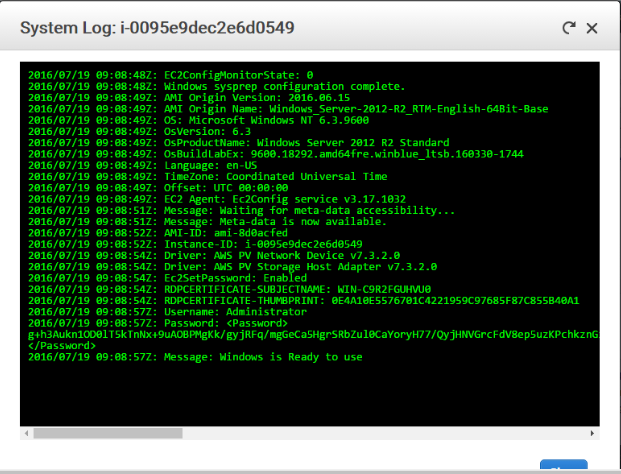 System Log: i-0095e9dec2e6d0549
2016/07/19 09:08:48Z: EC2ConfigMonitorState: 0
2016/07/19 09:08:48Z: Windows sysprep configuration complete.
2016/07/19 09:08:49Z: AMI Origin Version: 2016.06.15
2016/07/19 09:08:49Z: AMI Origin Name: Windows_Server-2012-R2_RTM-English-64Bit-Base
2016/07/19 09:08:49Z: OS: Microsoft Windows NT 6.3.9600
2016/07/19 09:08:49Z: OsVersion: 6.3
2016/07/19 09:08:49Z: OsProductName: Windows Server 2012 R2 Standard
2016/07/19 09:08:49Z: OsBuildLabEx: 9600.18292.amd64fre.winblue_ltsb.160330-1744
2016/07/19 09:08:49Z: Language: en-US
2016/07/19 09:08:49Z: TimeZone: Coordinated Universal Time
2016/07/19 09:08:49Z: Offset: UTC 00:00:00
2016/07/19 09:08:49Z: EC2 Agent: Ec2Config service v3.17.1032
2016/07/19 09:08:51Z: Message: Waiting for meta-data accessibility...
2016/07/19 09:08:51Z: Message: Meta-data is now available.
2016/07/19 09:08:52Z: AMI-ID: ami-8d0acfed
2016/07/19 09:08:52Z: Instance-ID: i-0095e9dec2e6d0549
2016/07/19 09:08:54Z: Driver: AWS PV Network Device v7.3.2.0
2016/07/19 09:08:54Z: Driver: AWS PV Storage Host Adapter v7.3.2.0
2016/07/19 09:08:54Z: Ec2SetPassword: Enabled
2016/07/19 09:08:54Z: RDPCERTIFICATE-SUBJECTNAME: WIN-C9R2FGUHVU0
2016/07/19 09:08:54Z: RDPCERTIFICATE-THUMBPRINT: 0E4A10E5576701C4221959C97685F87C855B40A1
2016/07/19 09:08:57Z: Username: Administrator
2016/07/19 09:08:57Z: Password: <Password>
g+h3Aukn1OD0lT5kTnNx+9uAOBPMgKk/gyjRFq/mgGeCa5HgrSRbZul0CaYoryH77/QyjHNVGrcFdV8ep5uzKPchkznG
</Password>
2016/07/19 09:08:57Z: Message: Windows is Ready to use